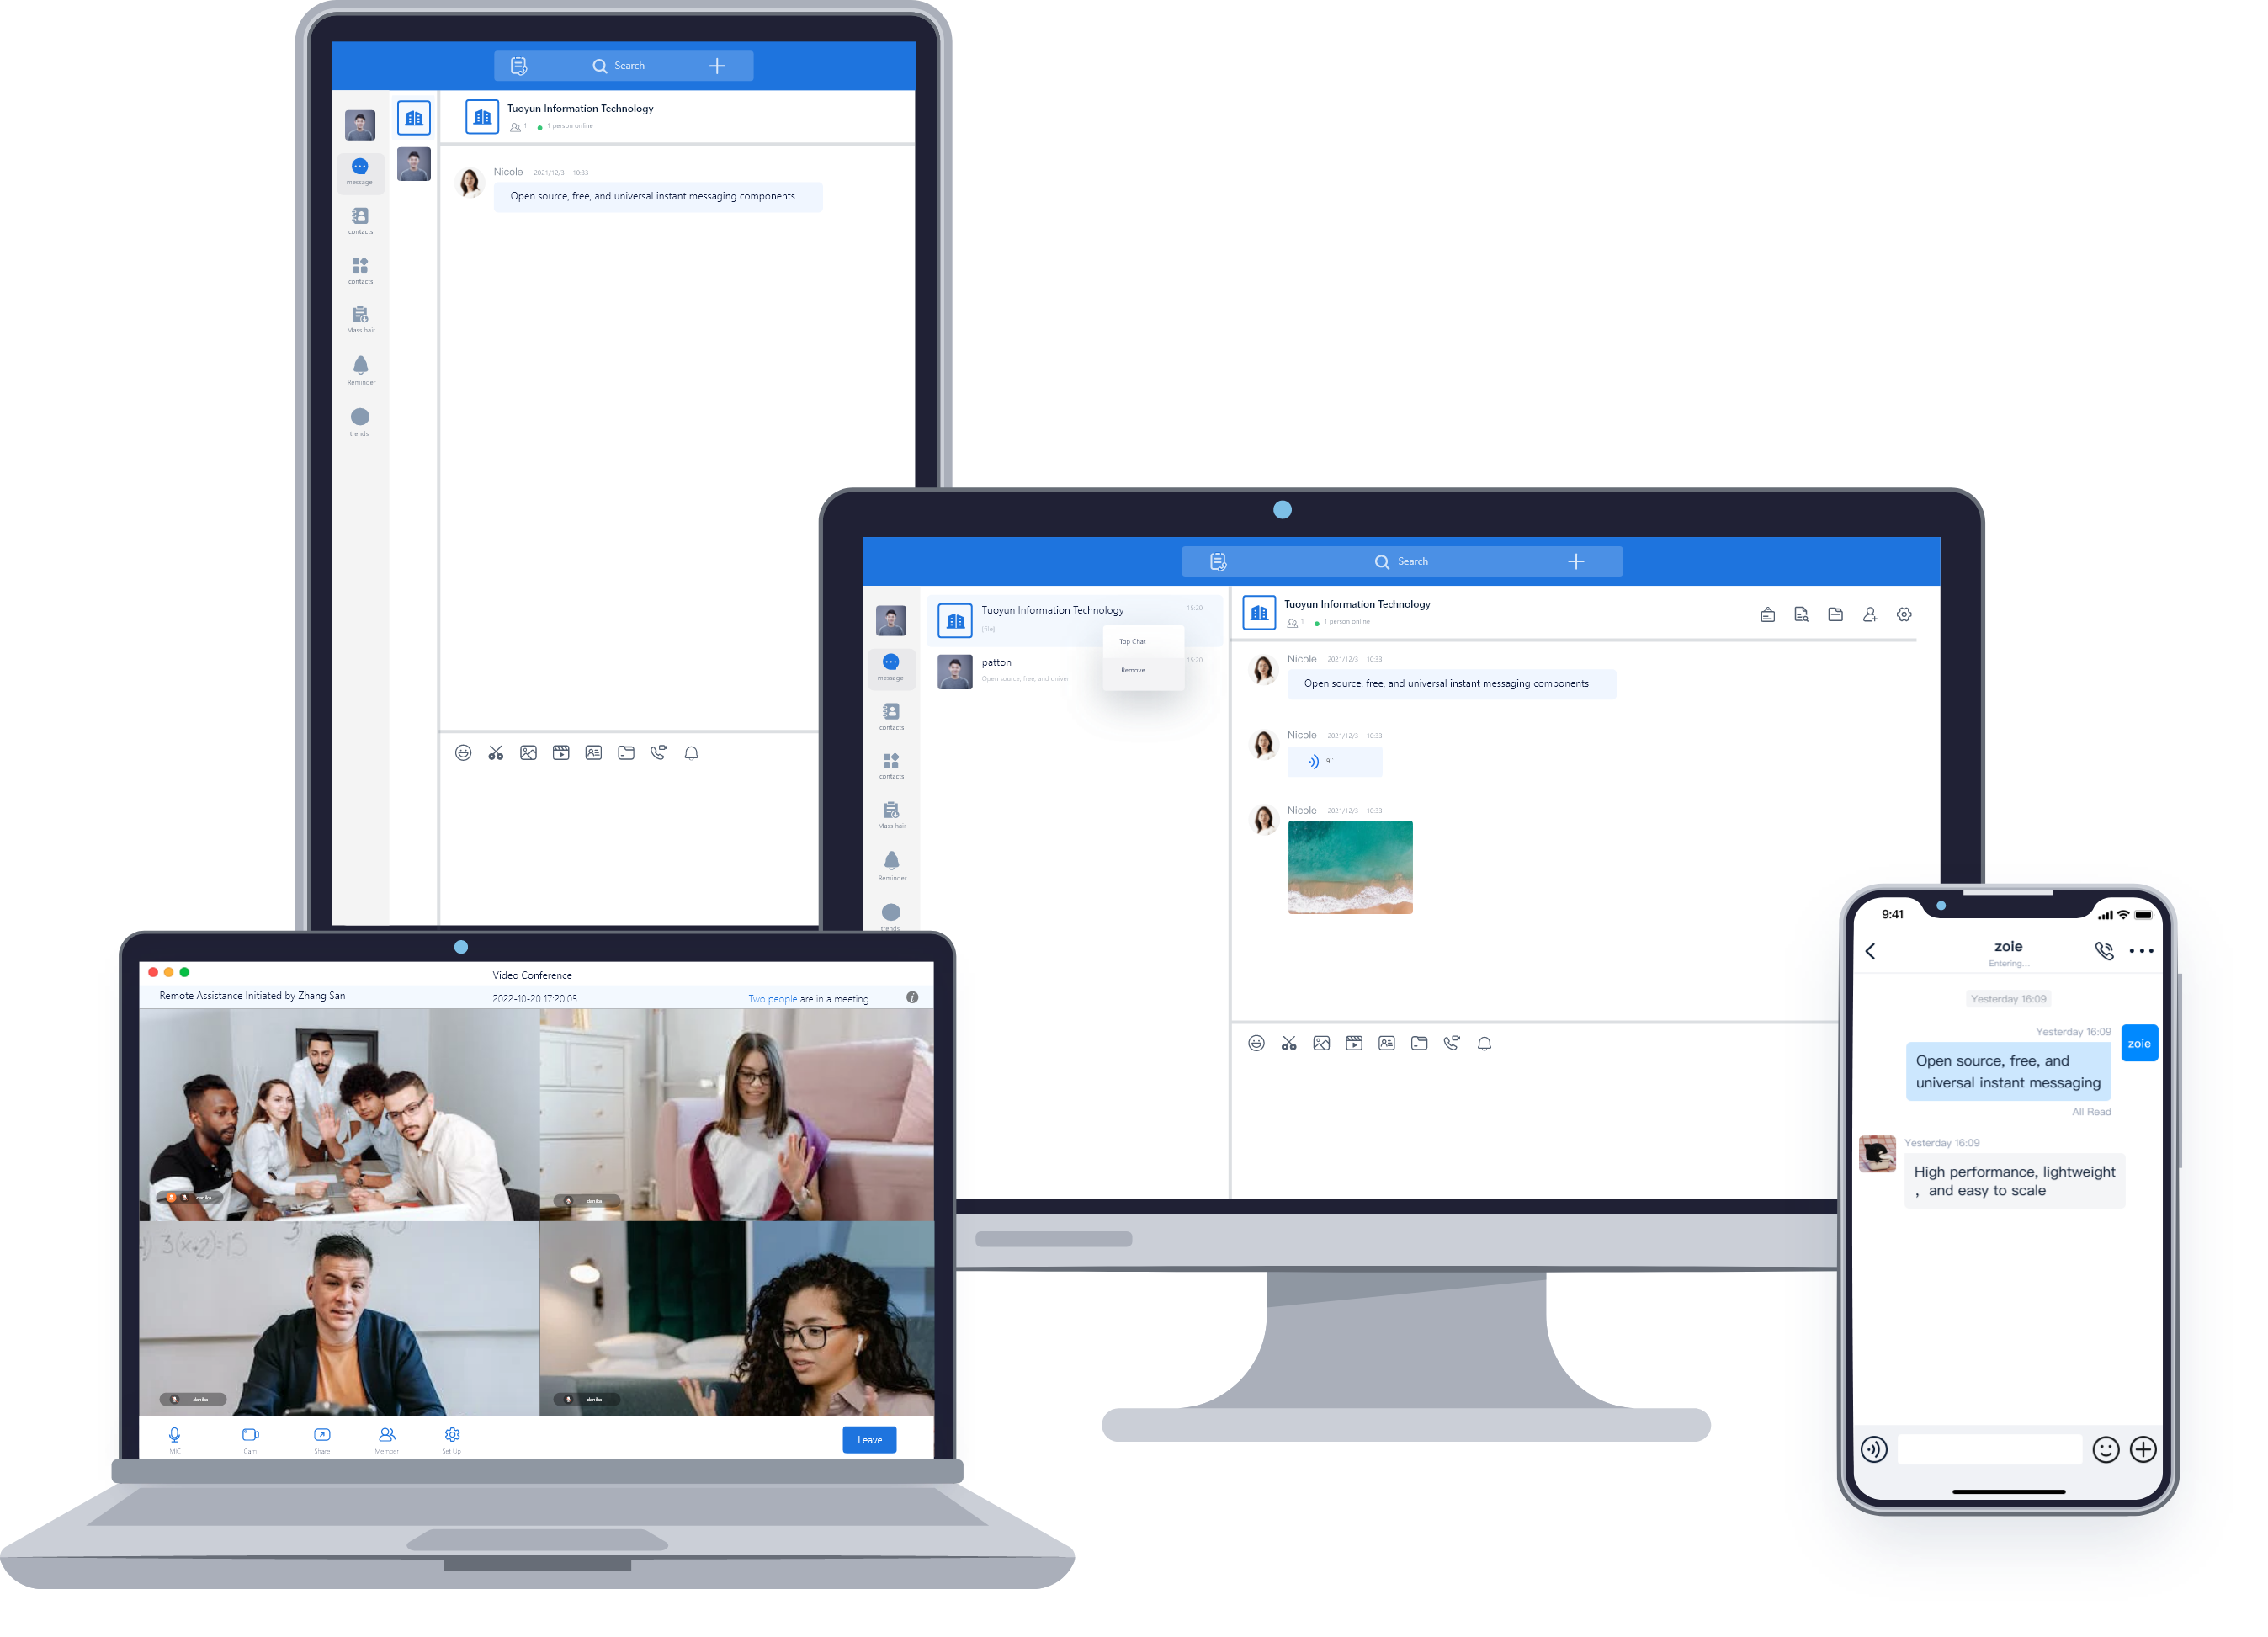 Search
Tuoyun Information Technology
1
1 person online
message
contacts
contacts
Mass hair
Reminder
trends
Nicole 2021/12/3 10:33
Open source, free, and universal instant messaging components
Search
message
contacts
contacts
Mass hair
Reminder
trends
Tuoyun Information Technology 15:20
[file]
patton 15:20
Open source, free, and univer
Top Chat
Remove
Tuoyun Information Technology
1
1 person online
Nicole 2021/12/3 10:33
Open source, free, and universal instant messaging components
Nicole 2021/12/3 10:33
9"
Nicole 2021/12/3 10:33
Video Conference
Remote Assistance Initiated by Zhang San
2022-10-20 17:20:05
Two people are in a meeting
3(x+2)=15
MIC
Cam
Share
Member
Set Up
Leave
9:41
zoie
Entering...
Yesterday 16:09
Yesterday 16:09
zoie
Open source, free, and
universal instant messaging
All Read
Yesterday 16:09
High performance, lightweight
, and easy to scale